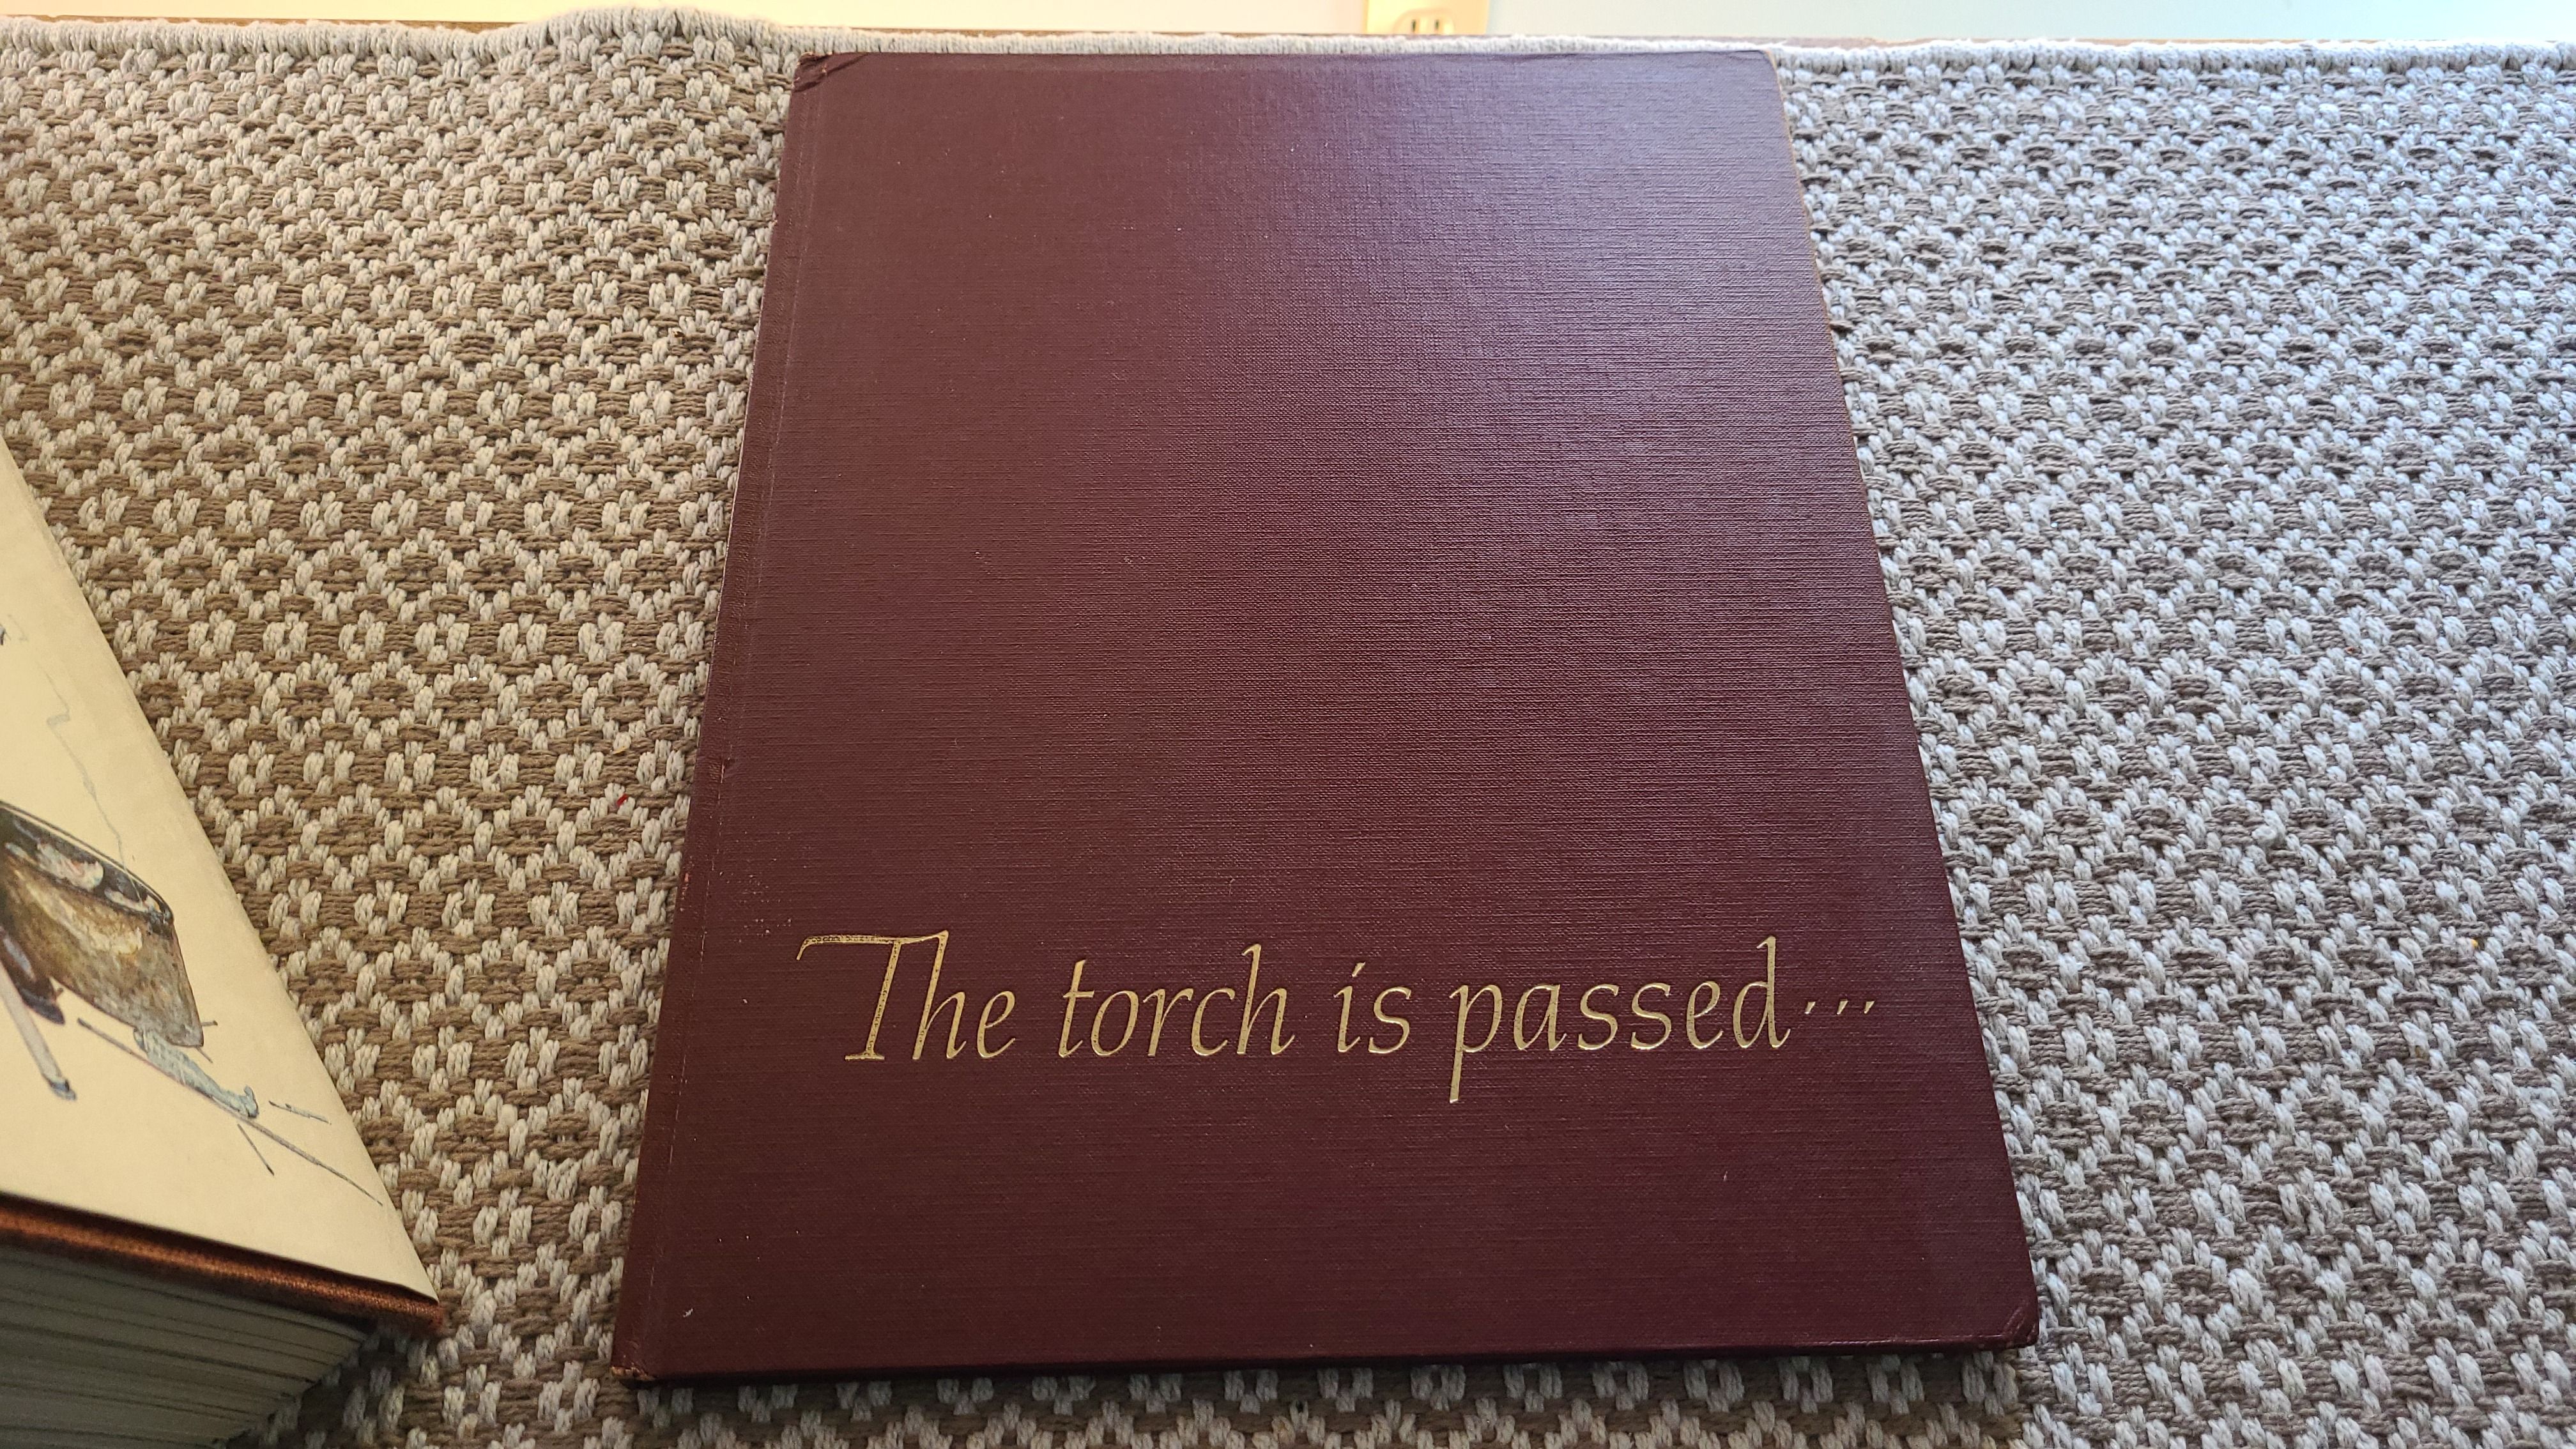 The torch is passed...